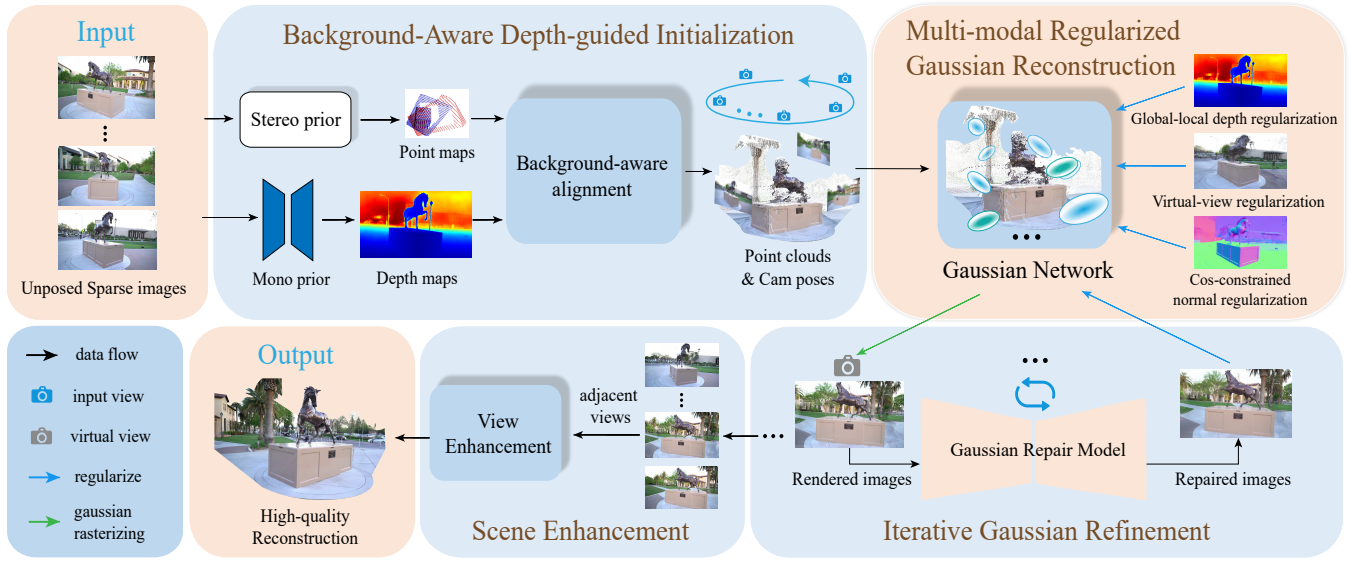 Input
Unposed Sparse images
Background-Aware Depth-guided Initialization
Stereo prior
Point maps
Mono prior
Depth maps
Background-aware
alignment
Point clouds
& Cam poses
Multi-modal Regularized
Gaussian Reconstruction
Gaussian Network
Global-local depth regularization
Virtual-view regularization
Cos-constrained
normal regularization
data flow
input view
virtual view
regularize
gaussian
rasterizing
Output
High-quality
Reconstruction
View
Enhancement
adjacent
views
Scene Enhancement
Rendered images
Gaussian Repair Model
Repaired images
Iterative Gaussian Refinement